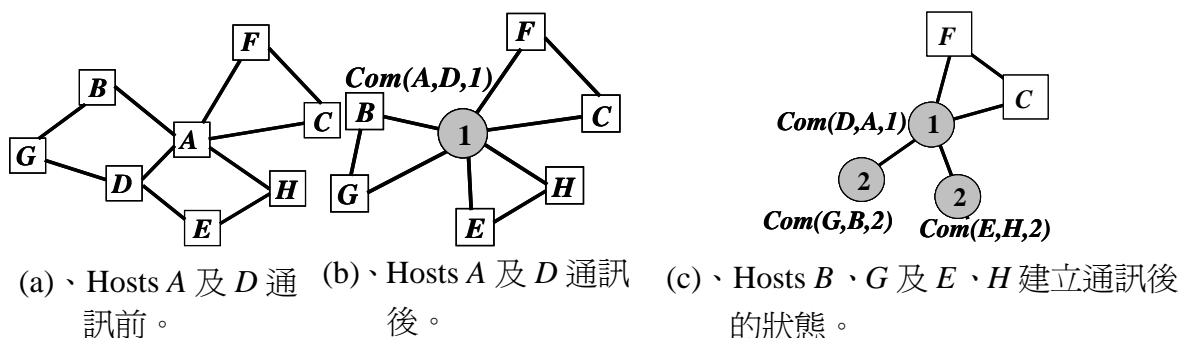 F
B
A
C
G
D
H
E
F
Com(A,D,1)
B
1
C
G
H
E
F
C
Com(D,A,1)
1
2
2
Com(G,B,2)
Com(E,H,2)
(a)、Hosts A 及 D 通
訊前。
(b)、Hosts A 及 D 通訊
後。
(c)、Hosts B、G 及 E、H 建立通訊後
的狀態。